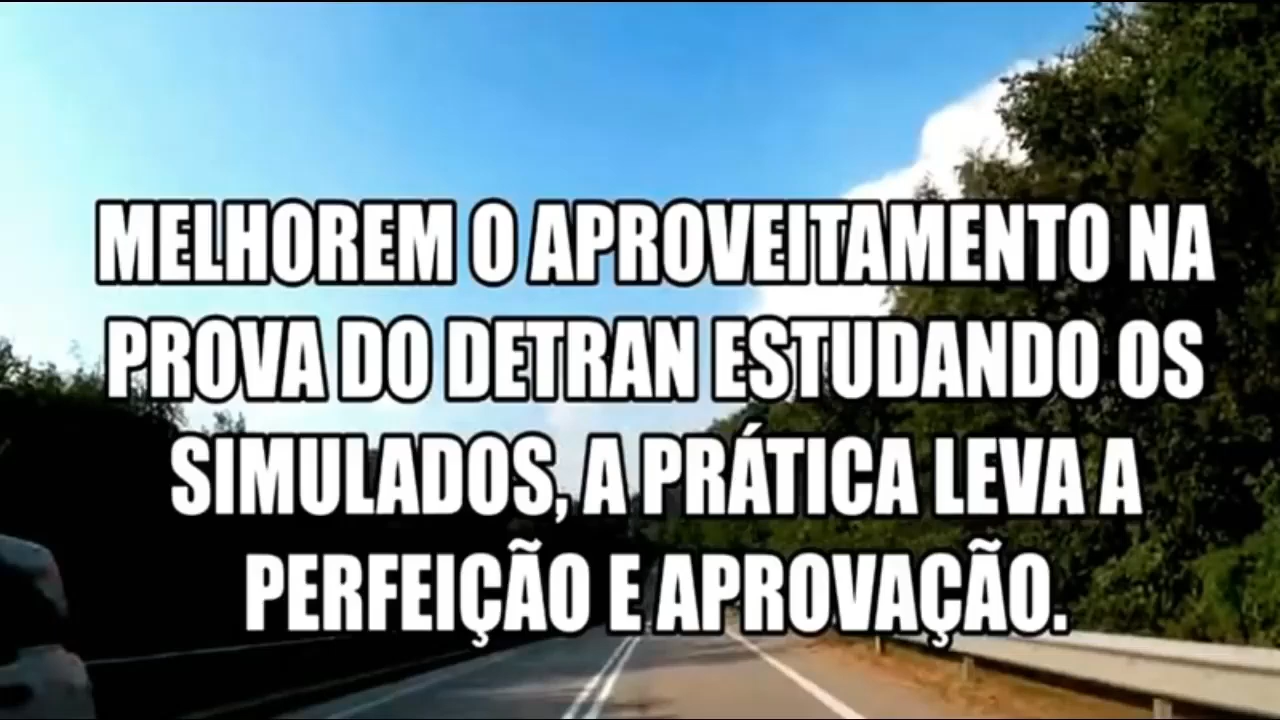 MELHOREM O APROVEITAMENTO NA
PROVA DO DETRAN ESTUDANDO OS
SIMULADOS, A PRÁTICA LEVA A
PERFEIÇÃO E APROVAÇÃO.